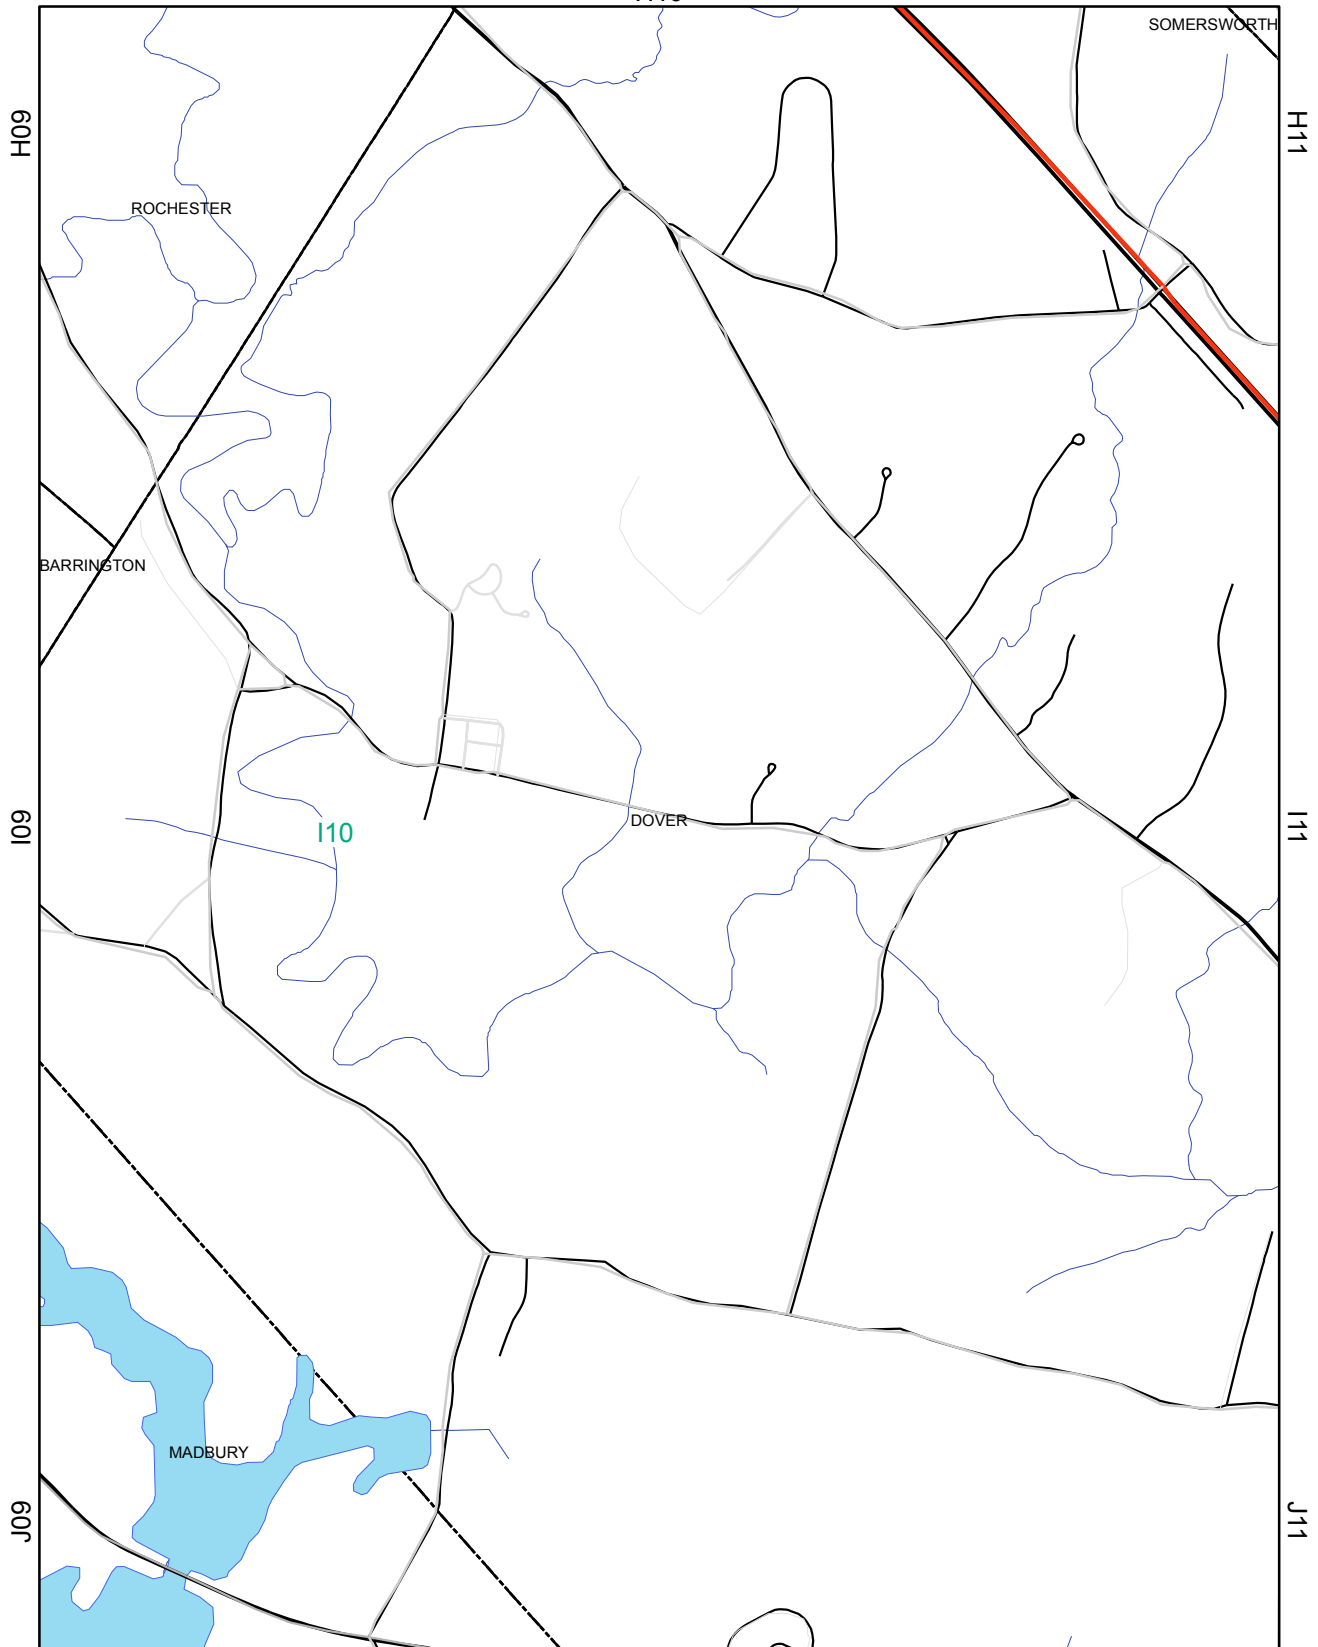 SOMERSWORTH
H09
H11
ROCHESTER
BARRINGTON
DOVER
I09
I10
I11
MADBURY
J09
J11